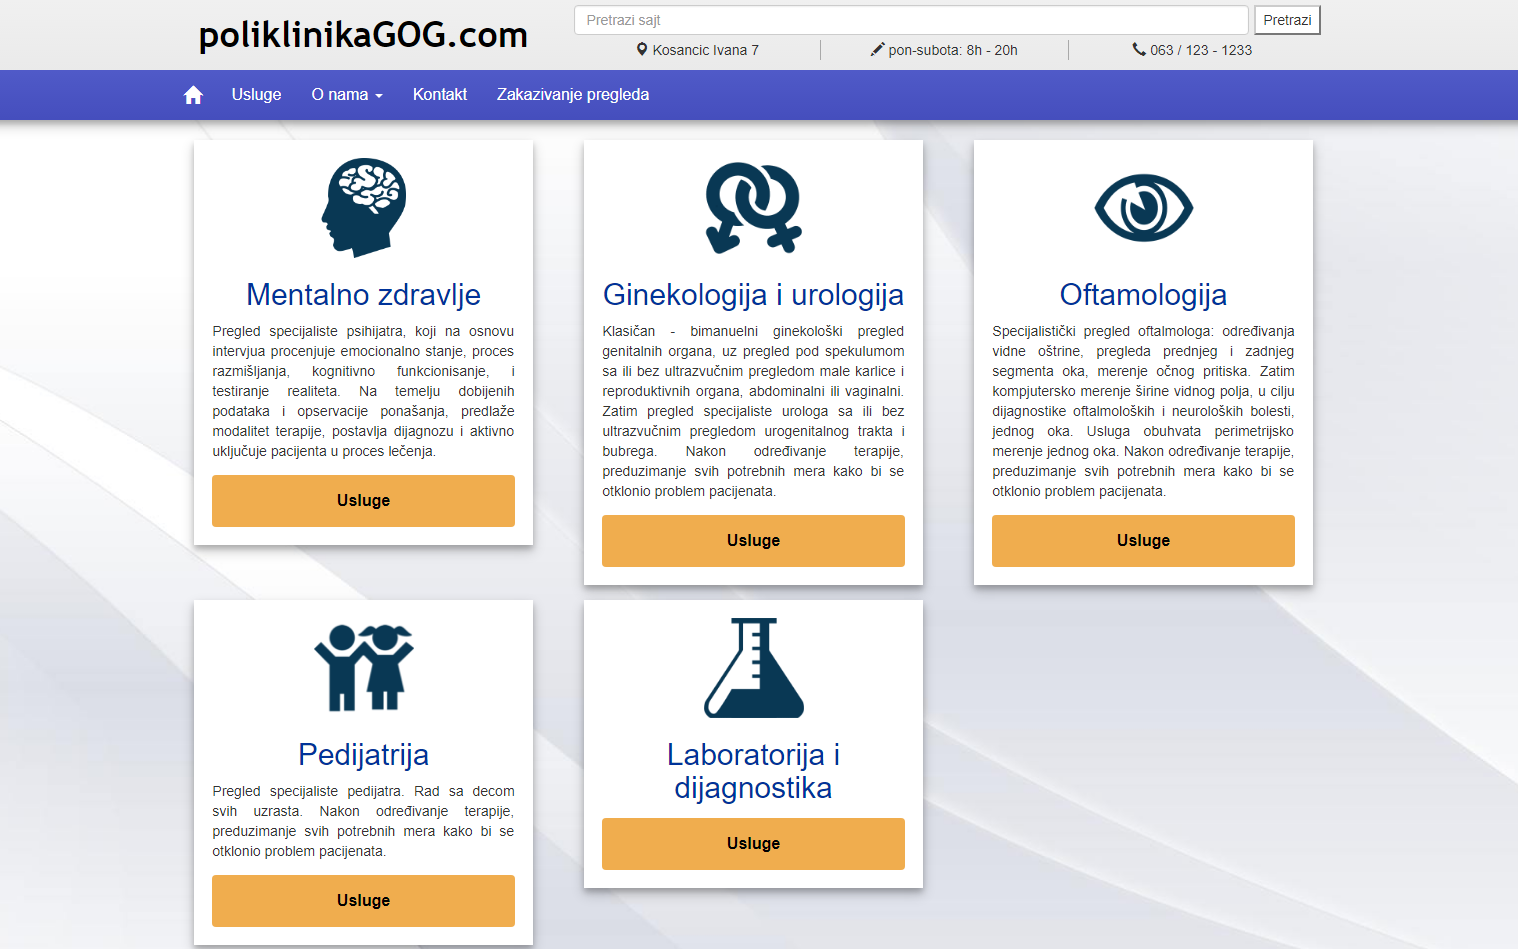 poliklinikaGOG.com
Pretrazi sajt
Pretrazi
Kosancic Ivana 7
pon-subota: 8h - 20h
063 / 123 - 1233
Usluge
O nama
Kontakt
Zakazivanje pregleda
Mentalno zdravlje
Pregled specijaliste psihijatra, koji na osnovu
intervjua procenjuje emocionalno stanje, proces
razmišljanja, kognitivno funkcionisanje, i
testiranje realiteta. Na temelju dobijenih
podataka i opservacije ponašanja, predlaže
modalitet terapije, postavlja dijagnozu i aktivno
uključuje pacijenta u proces lečenja.
Usluge
Ginekologija i urologija
Klasičan - bimanuelni ginekološki pregled
genitalnih organa, uz pregled pod spekulumom
sa ili bez ultrazvučnim pregledom male karlice i
reproduktivnih organa, abdominalni ili vaginalni.
Zatim pregled specijaliste urologa sa ili bez
ultrazvučnim pregledom urogenitalnog trakta i
bubrega. Nakon određivanje terapije,
preduzimanje svih potrebnih mera kako bi se
otklonio problem pacijenata.
Usluge
Oftamologija
Specijalistički pregled oftalmologa: određivanja
vidne oštrine, pregleda prednjeg i zadnjeg
segmenta oka, merenje očnog pritiska. Zatim
kompjutersko merenje širine vidnog polja, u cilju
dijagnostike oftalmoloških i neuroloških bolesti,
jednog oka. Usluga obuhvata perimetrijsko
merenje jednog oka. Nakon određivanje terapije,
preduzimanje svih potrebnih mera kako bi se
otklonio problem pacijenata.
Usluge
Pedijatrija
Pregled specijaliste pedijatra. Rad sa decom
svih uzrasta. Nakon određivanje terapije,
preduzimanje svih potrebnih mera kako bi se
otklonio problem pacijenata.
Usluge
Laboratorija i
dijagnostika
Usluge